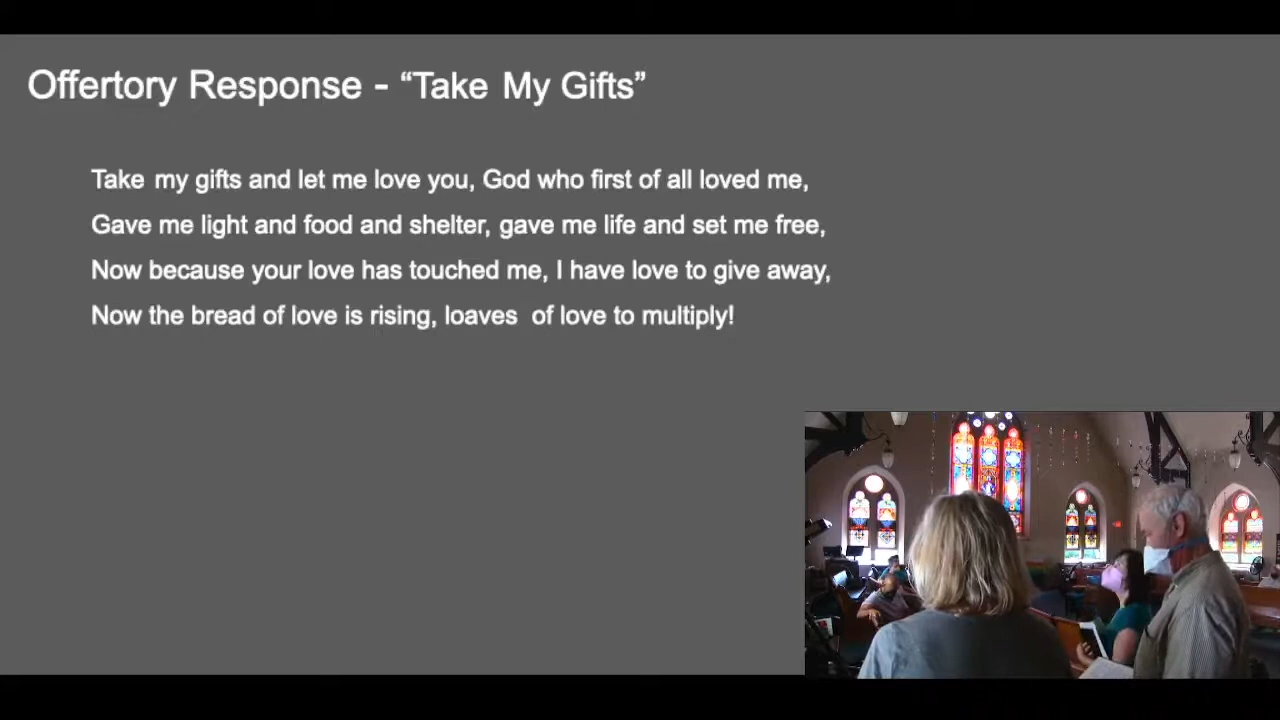 Offertory Response - “Take My Gifts”
Take my gifts and let me love you, God who first of all loved me,
Gave me light and food and shelter, gave me life and set me free,
Now because your love has touched me, I have love to give away,
Now the bread of love is rising, loaves of love to multiply!